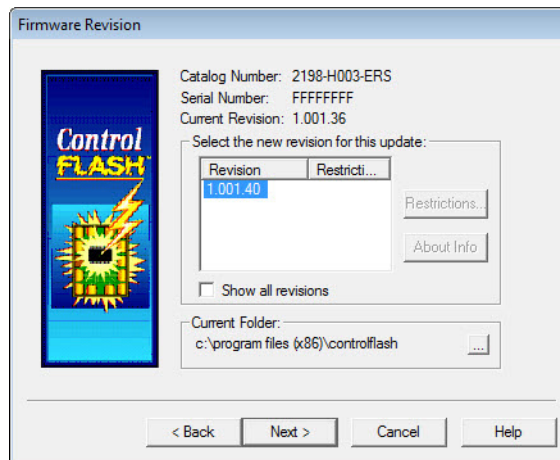 Firmware Revision
Catalog Number: 2198-H003-ERS
Serial Number: FFFFFFFF
Current Revision: 1.001.36
Control
FLASH
Select the new revision for this update:
Revision Restricti...
1.001.40
Restrictions...
About Info
Show all revisions
Current Folder:
c:\program files (x86)\controlflash
...
< Back Next > Cancel Help